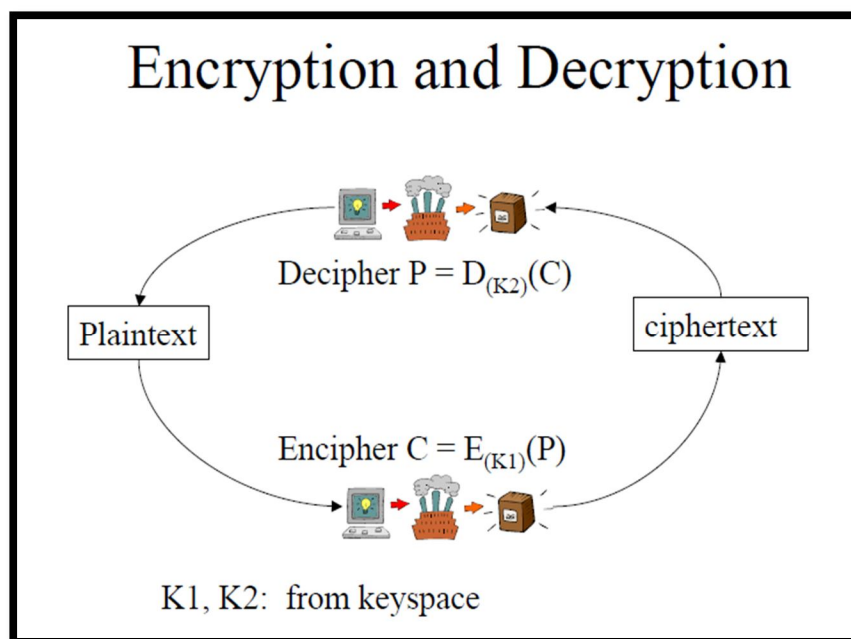 Encryption and Decryption
Decipher P = D(K2)(C)
Plaintext
ciphertext
Encipher C = E(K1)(P)
K1, K2: from keyspace